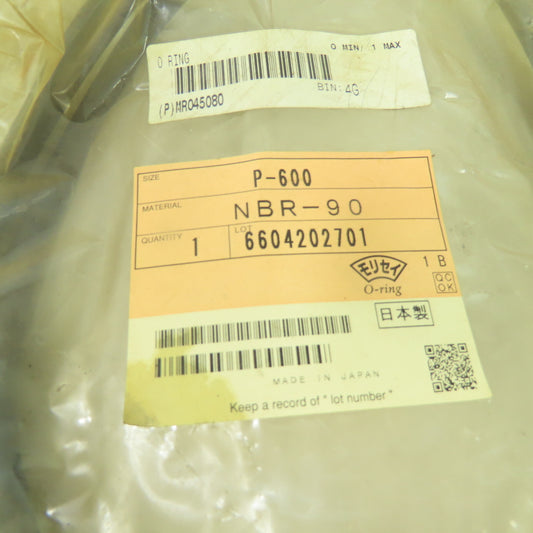 O RING
0 MIN/ 1 MAX
BIN: 4G
(P)MR045080
SIZE P-600
MATERIAL NBR-90
QUANTITY 1 LOT 6604202701
モリセイ
O-ring
1 B
QC
OK
日本製
MADE IN JAPAN
Keep a record of " lot number "